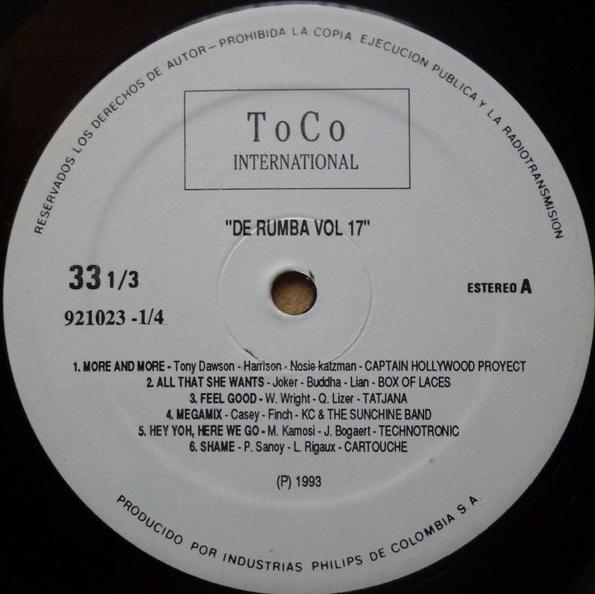 RESERVADOS LOS DERECHOS DE AUTOR - PROHIBIDA LA COPIA EJECUCION PUBLICA Y LA RADIOTRANSMISION
ToCo
INTERNATIONAL
"DE RUMBA VOL 17"
33 1/3
ESTEREO A
921023 -1/4
1. MORE AND MORE - Tony Dawson - Harrison - Nosie katzman - CAPTAIN HOLLYWOOD PROYECT
2. ALL THAT SHE WANTS - Joker - Buddha - Lian - BOX OF LACES
3. FEEL GOOD - W. Wright - Q. Lizer - TATJANA
4. MEGAMIX - Casey - Finch - KC & THE SUNCHINE BAND
5. HEY YOH, HERE WE GO - M. Kamosi - J. Bogaert - TECHNOTRONIC
6. SHAME - P. Sanoy - L. Rigaux - CARTOUCHE
(P) 1993
PRODUCIDO POR INDUSTRIAS PHILIPS DE COLOMBIA S.A.